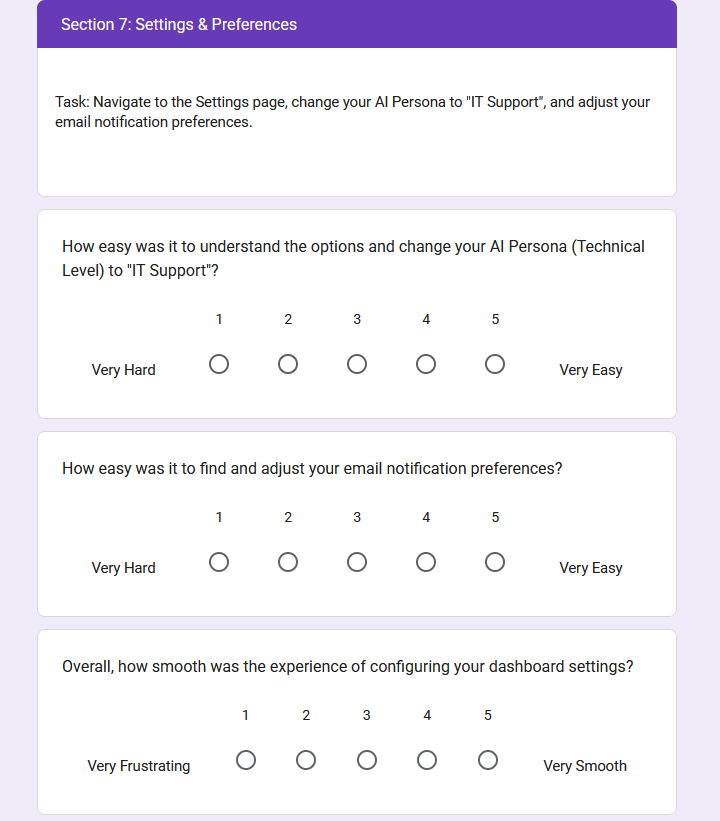 Section 7: Settings & Preferences
Task: Navigate to the Settings page, change your AI Persona to "IT Support", and adjust your
email notification preferences.
How easy was it to understand the options and change your AI Persona (Technical
Level) to "IT Support"?
1 2 3 4 5
Very Hard Very Easy
How easy was it to find and adjust your email notification preferences?
1 2 3 4 5
Very Hard Very Easy
Overall, how smooth was the experience of configuring your dashboard settings?
1 2 3 4 5
Very Frustrating Very Smooth